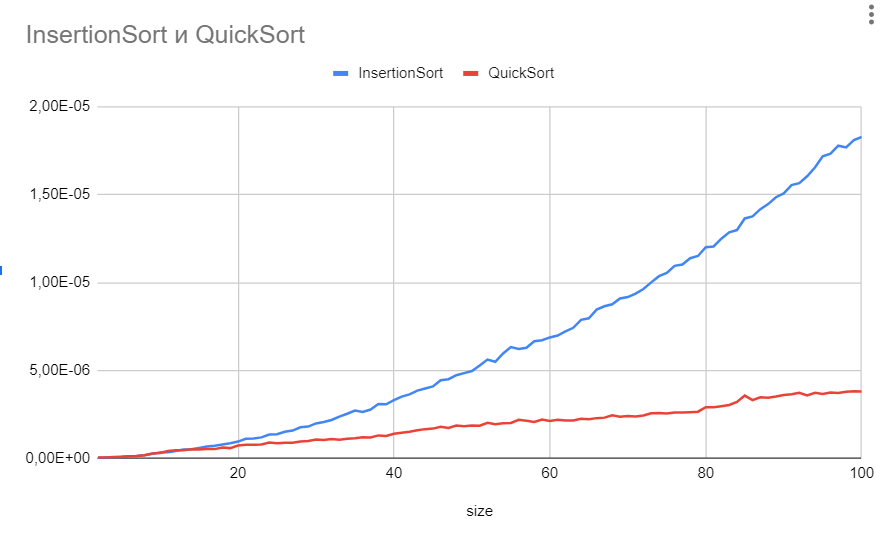 InsertionSort и QuickSort
InsertionSort QuickSort
2,00E-05
1,50E-05
1,00E-05
5,00E-06
0,00E+00
20 40 60 80 100
size